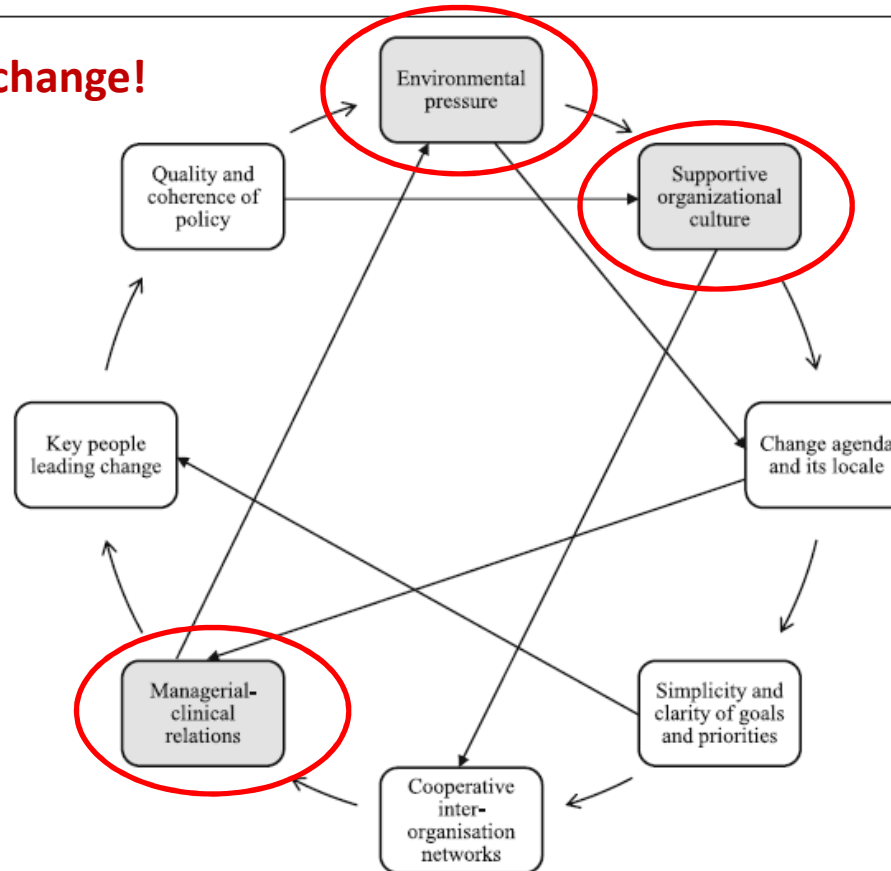 change!
Environmental
pressure
Quality and
coherence of
policy
Supportive
organizational
culture
Key people
leading change
Change agenda
and its locale
Managerial-
clinical
relations
Simplicity and
clarity of goals
and priorities
Cooperative
inter-
organisation
networks